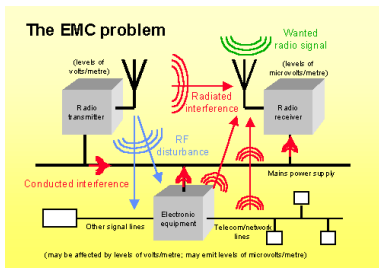 The EMC problem
Wanted
radio signal
(levels of
volts/metre)
(levels of
microvolts/metre)
Radio
transmitter
Radiated
interference
Radio
receiver
RF
disturbance
Conducted interference
Mains power supply
Other signal lines
Electronic
equipment
Telecom/network
lines
(may be affected by levels of volts/metre; may emit levels of microvolts/metre)